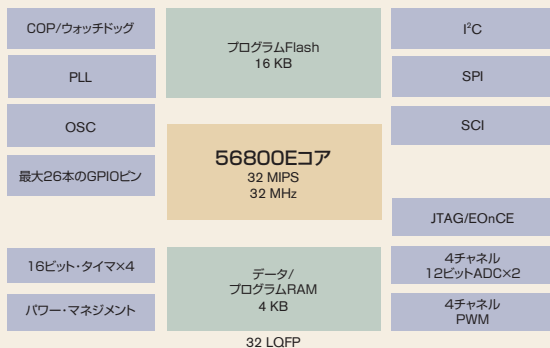 COP/ウォッチドッグ
PLL
OSC
最大26本のGPIOピン
16ビット・タイマ×4
パワー・マネジメント
プログラムFlash
16 KB
56800Eコア
32 MIPS
32 MHz
データ/
プログラムRAM
4 KB
I²C
SPI
SCI
JTAG/EOnCE
4チャネル
12ビットADC×2
4チャネル
PWM
32 LQFP